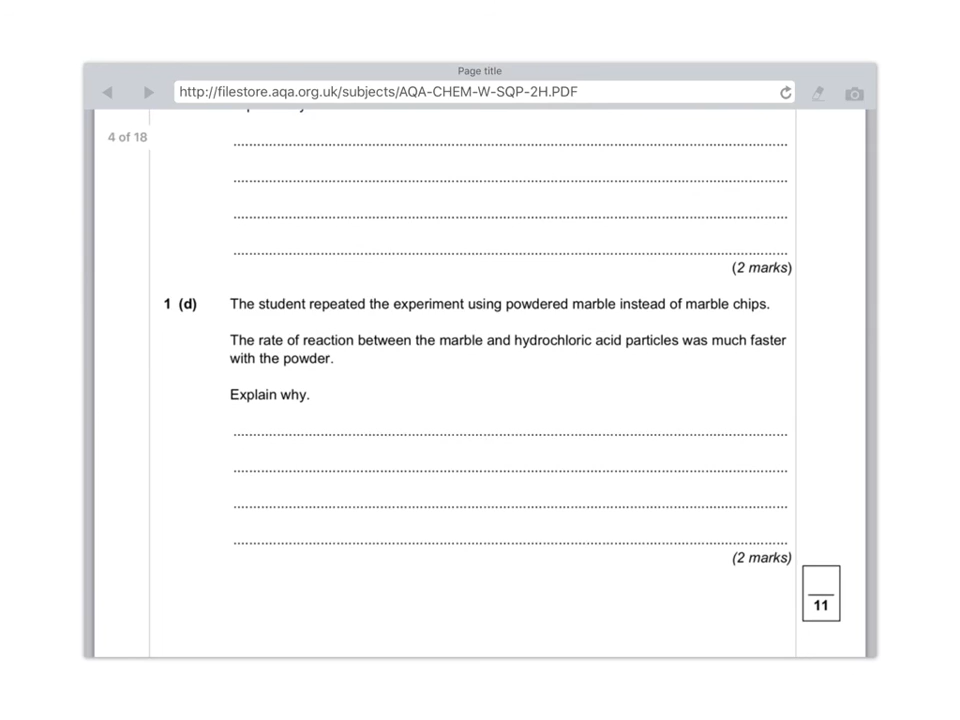 Page title
http://filestore.aqa.org.uk/subjects/AQA-CHEM-W-SQP-2H.PDF
4 of 18
(2 marks)
1 (d) The student repeated the experiment using powdered marble instead of marble chips.
The rate of reaction between the marble and hydrochloric acid particles was much faster
with the powder.
Explain why.
(2 marks)
11